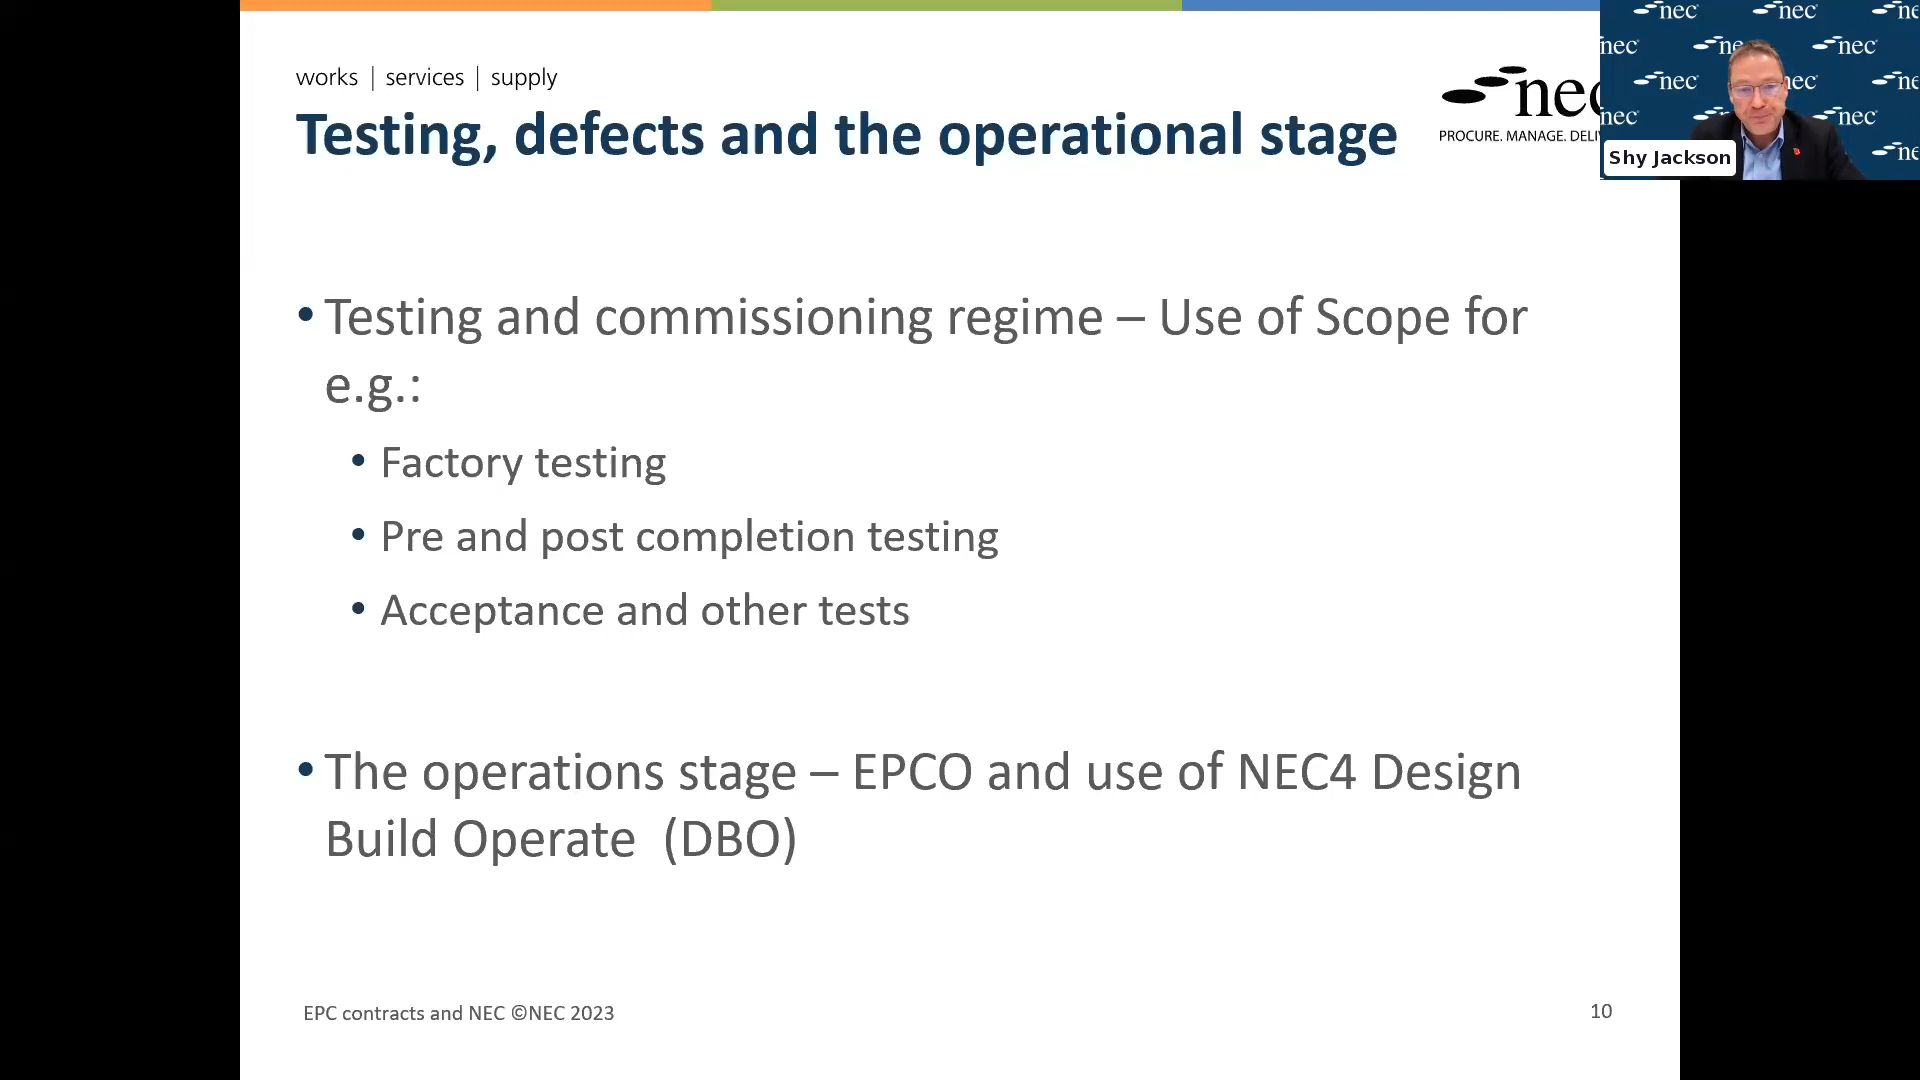 works | services | supply
Testing, defects and the operational stage
nec
PROCURE. MANAGE. DELI
Shy Jackson
• Testing and commissioning regime – Use of Scope for
e.g.:
• Factory testing
• Pre and post completion testing
• Acceptance and other tests
• The operations stage – EPCO and use of NEC4 Design
Build Operate (DBO)
EPC contracts and NEC ©NEC 2023
10